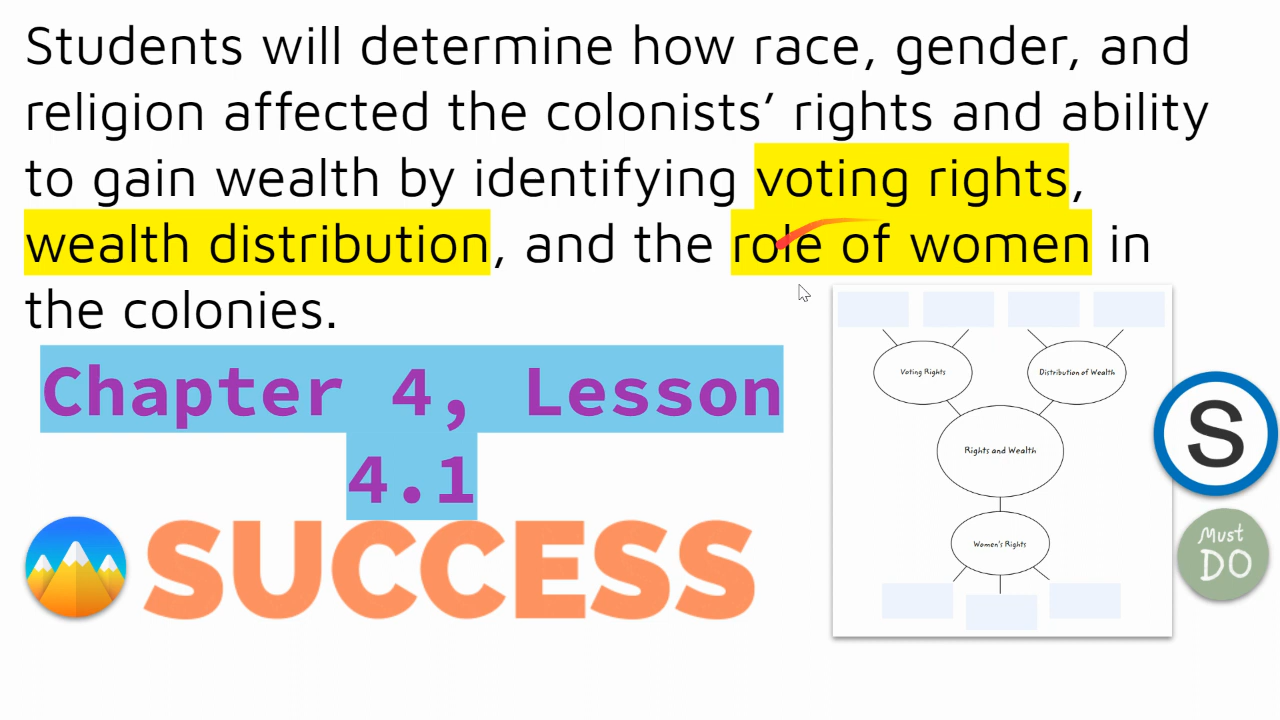 Students will determine how race, gender, and
religion affected the colonists’ rights and ability
to gain wealth by identifying voting rights,
wealth distribution, and the role of women in
the colonies.
Chapter 4, Lesson
4.1
SUCCESS
Voting Rights
Distribution of Wealth
Rights and Wealth
Women's Rights
S
Must
DO